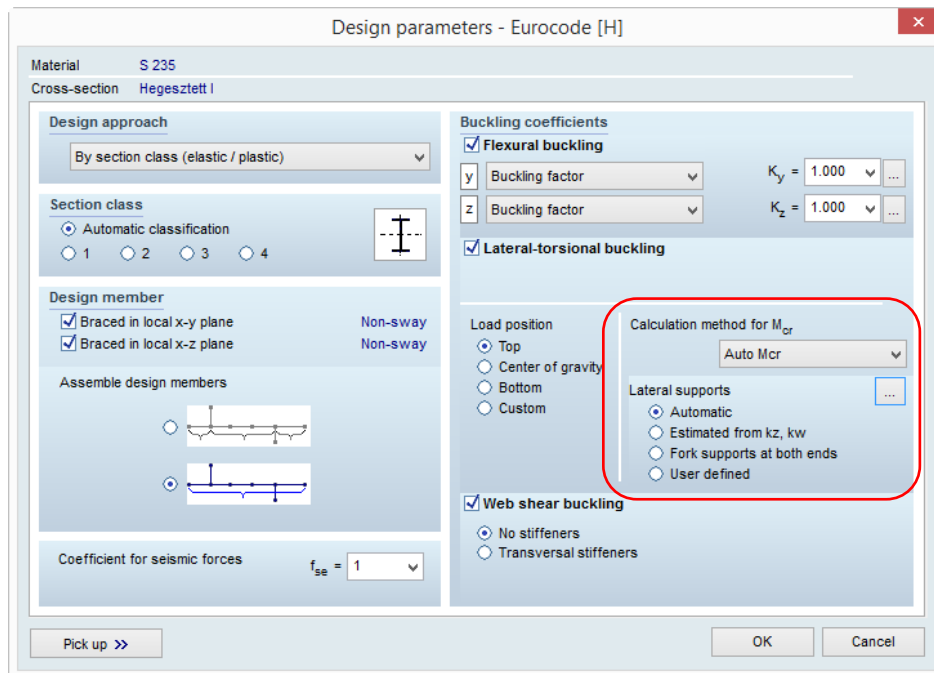 Design parameters - Eurocode [H]
Material S 235
Cross-section Hegesztett I
Design approach
By section class (elastic / plastic)
Section class
Automatic classification
1 2 3 4
Design member
Braced in local x-y plane Non-sway
Braced in local x-z plane Non-sway
Assemble design members
Coefficient for seismic forces fse = 1
Buckling coefficients
Flexural buckling
y Buckling factor Ky = 1.000 ...
z Buckling factor Kz = 1.000 ...
Lateral-torsional buckling
Load position
Top
Center of gravity
Bottom
Custom
Calculation method for Mcr
Auto Mcr
Lateral supports ...
Automatic
Estimated from kz, kw
Fork supports at both ends
User defined
Web shear buckling
No stiffeners
Transversal stiffeners
Pick up >>
OK Cancel